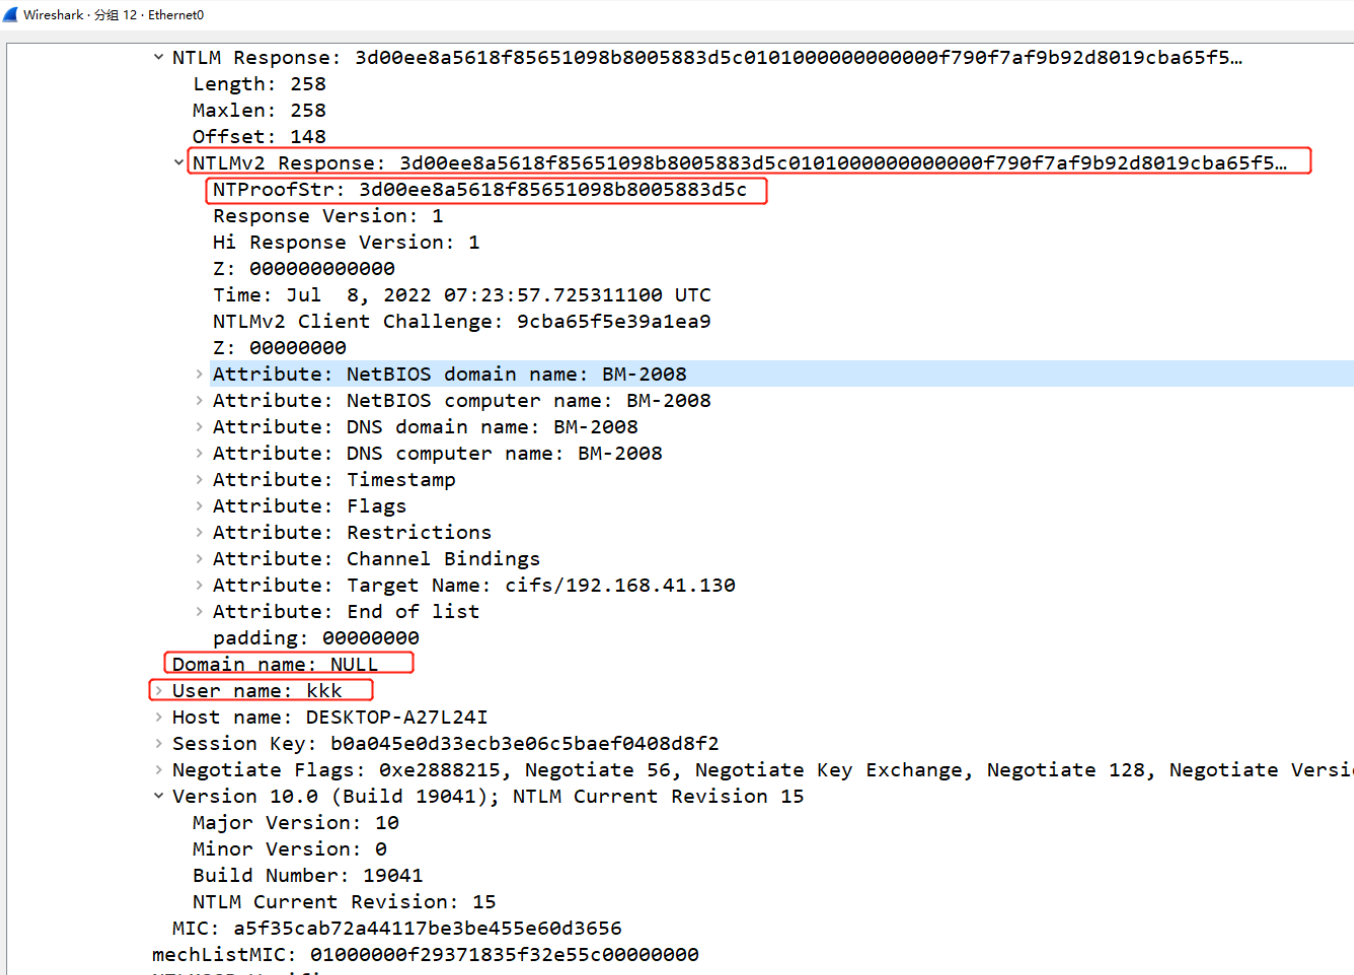 Wireshark · 分组 12 · Ethernet0
NTLM Response: 3d00ee8a5618f85651098b8005883d5c0101000000000000f790f7af9b92d8019cba65f5…
Length: 258
Maxlen: 258
Offset: 148
NTLMv2 Response: 3d00ee8a5618f85651098b8005883d5c0101000000000000f790f7af9b92d8019cba65f5…
NTProofStr: 3d00ee8a5618f85651098b8005883d5c
Response Version: 1
Hi Response Version: 1
Z: 000000000000
Time: Jul  8, 2022 07:23:57.725311100 UTC
NTLMv2 Client Challenge: 9cba65f5e39a1ea9
Z: 00000000
Attribute: NetBIOS domain name: BM-2008
Attribute: NetBIOS computer name: BM-2008
Attribute: DNS domain name: BM-2008
Attribute: DNS computer name: BM-2008
Attribute: Timestamp
Attribute: Flags
Attribute: Restrictions
Attribute: Channel Bindings
Attribute: Target Name: cifs/192.168.41.130
Attribute: End of list
padding: 00000000
Domain name: NULL
User name: kkk
Host name: DESKTOP-A27L24I
Session Key: b0a045e0d33ecb3e06c5baef0408d8f2
Negotiate Flags: 0xe2888215, Negotiate 56, Negotiate Key Exchange, Negotiate 128, Negotiate Versi
Version 10.0 (Build 19041); NTLM Current Revision 15
Major Version: 10
Minor Version: 0
Build Number: 19041
NTLM Current Revision: 15
MIC: a5f35cab72a44117be3be455e60d3656
mechListMIC: 01000000f29371835f32e55c00000000